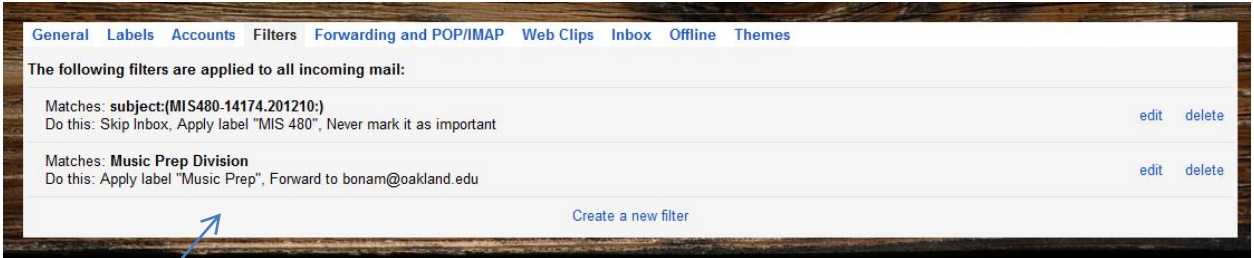 General Labels Accounts Filters Forwarding and POP/IMAP Web Clips Inbox Offline Themes
The following filters are applied to all incoming mail:
Matches: subject:(MIS480-14174.201210:)
Do this: Skip Inbox, Apply label "MIS 480", Never mark it as important
edit delete
Matches: Music Prep Division
Do this: Apply label "Music Prep", Forward to bonam@oakland.edu
edit delete
Create a new filter